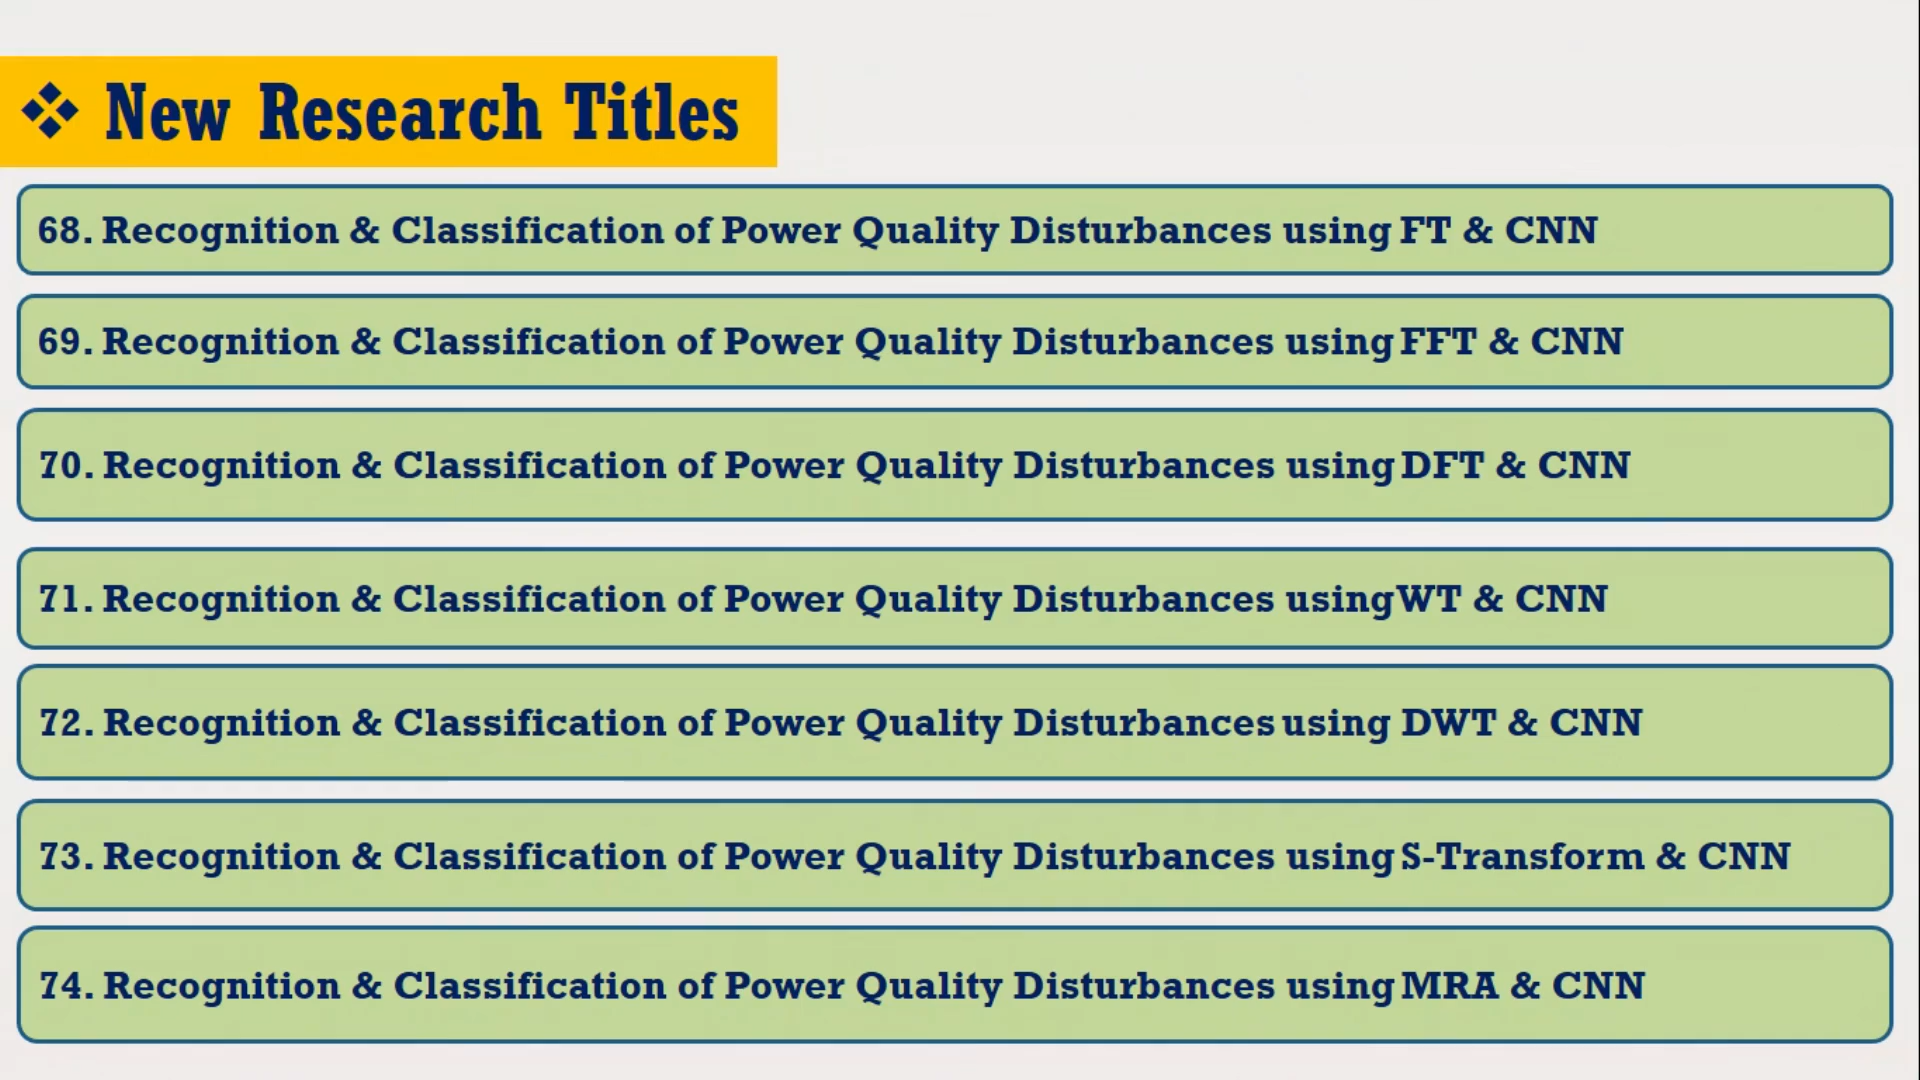 ❖ New Research Titles
68. Recognition & Classification of Power Quality Disturbances using FT & CNN
69. Recognition & Classification of Power Quality Disturbances using FFT & CNN
70. Recognition & Classification of Power Quality Disturbances using DFT & CNN
71. Recognition & Classification of Power Quality Disturbances using WT & CNN
72. Recognition & Classification of Power Quality Disturbances using DWT & CNN
73. Recognition & Classification of Power Quality Disturbances using S-Transform & CNN
74. Recognition & Classification of Power Quality Disturbances using MRA & CNN